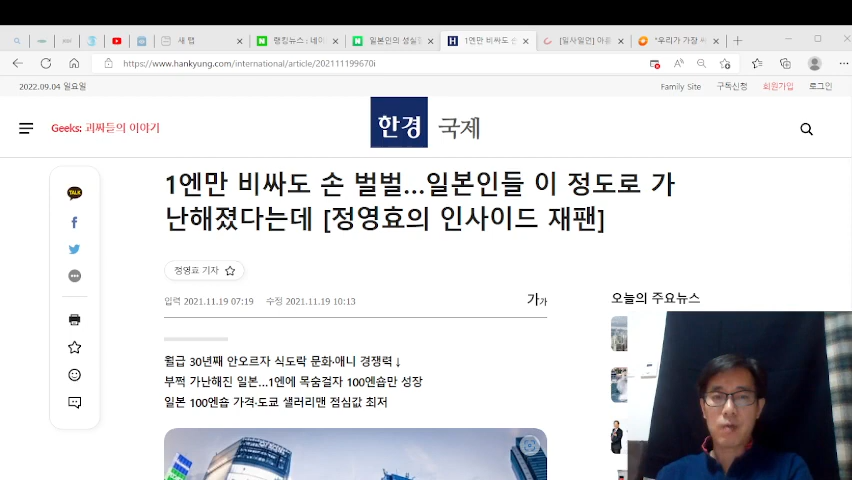 새 탭
랭킹뉴스 : 네이
일본인의 성실
1엔만 비싸도 손
[일사일언] 아름
"우리가 가장 싸
https://www.hankyung.com/international/article/202111199670i
2022.09.04 일요일
Family Site 구독신청 회원가입 로그인
Geeks: 괴짜들의 이야기
한경 국제
TALK
1엔만 비싸도 손 벌벌…일본인들 이 정도로 가
난해졌다는데 [정영효의 인사이드 재팬]
정영효 기자
입력 2021.11.19 07:19 수정 2021.11.19 10:13
가가
오늘의 주요뉴스
월급 30년째 안오르자 식도락 문화·애니 경쟁력↓
부쩍 가난해진 일본…1엔에 목숨걸자 100엔숍만 성장
일본 100엔숍 가격·도쿄 샐러리맨 점심값 최저